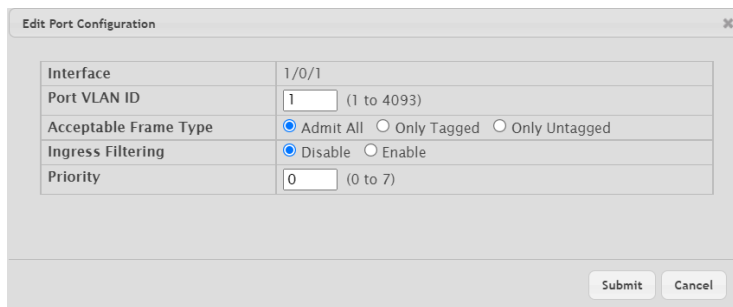 Edit Port Configuration
Interface 1/0/1
Port VLAN ID 1 (1 to 4093)
Acceptable Frame Type Admit All Only Tagged Only Untagged
Ingress Filtering Disable Enable
Priority 0 (0 to 7)
Submit Cancel